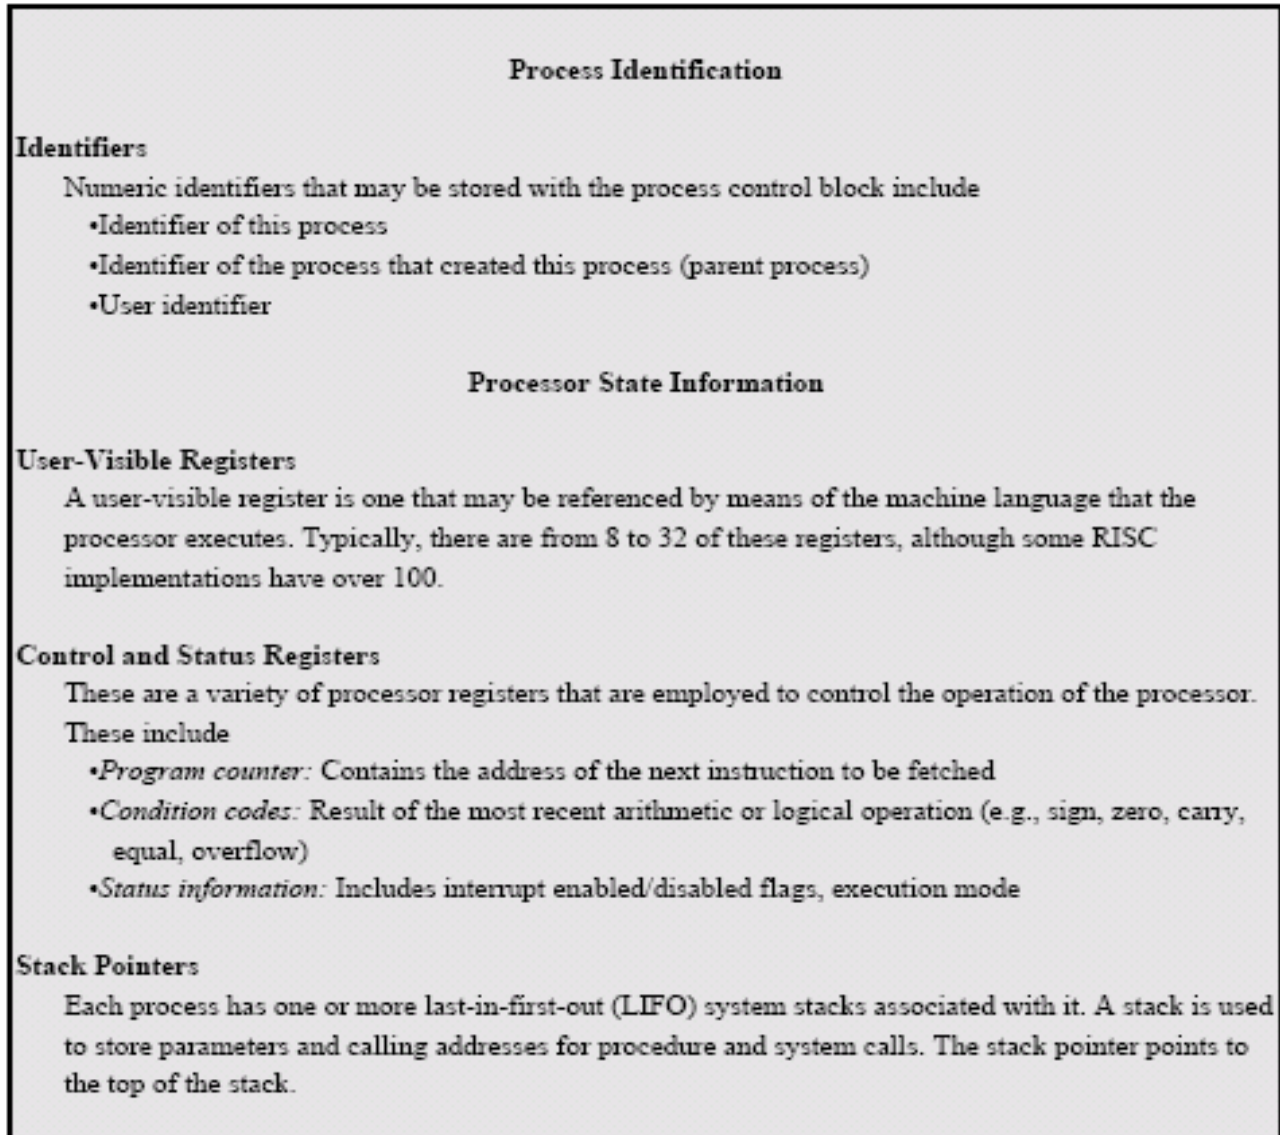 Process Identification
Identifiers
Numeric identifiers that may be stored with the process control block include
•Identifier of this process
•Identifier of the process that created this process (parent process)
•User identifier
Processor State Information
User-Visible Registers
A user-visible register is one that may be referenced by means of the machine language that the
processor executes. Typically, there are from 8 to 32 of these registers, although some RISC
implementations have over 100.
Control and Status Registers
These are a variety of processor registers that are employed to control the operation of the processor.
These include
•Program counter: Contains the address of the next instruction to be fetched
•Condition codes: Result of the most recent arithmetic or logical operation (e.g., sign, zero, carry,
equal, overflow)
•Status information: Includes interrupt enabled/disabled flags, execution mode
Stack Pointers
Each process has one or more last-in-first-out (LIFO) system stacks associated with it. A stack is used
to store parameters and calling addresses for procedure and system calls. The stack pointer points to
the top of the stack.